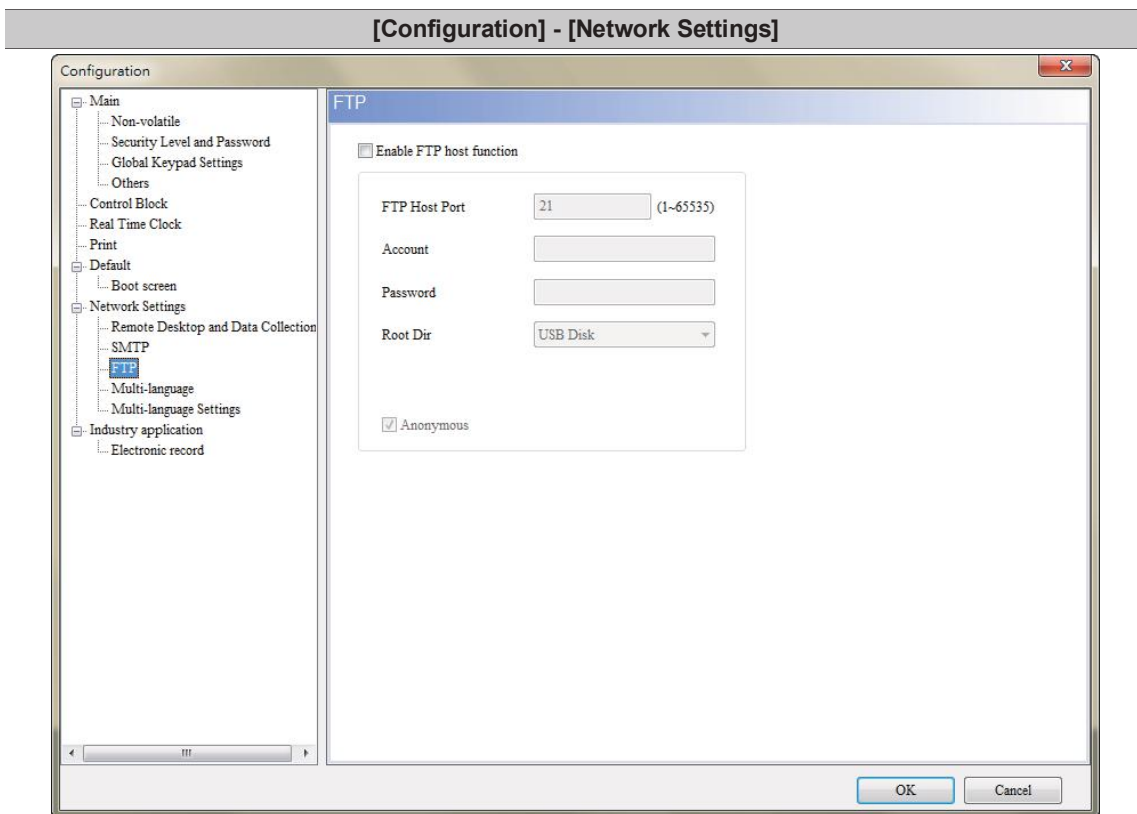 [Configuration] - [Network Settings]
Configuration
Main
Non-volatile
Security Level and Password
Global Keypad Settings
Others
Control Block
Real Time Clock
Print
Default
Boot screen
Network Settings
Remote Desktop and Data Collection
SMTP
FTP
Multi-language
Multi-language Settings
Industry application
Electronic record
FTP
Enable FTP host function
FTP Host Port 21 (1~65535)
Account
Password
Root Dir USB Disk
Anonymous
OK Cancel